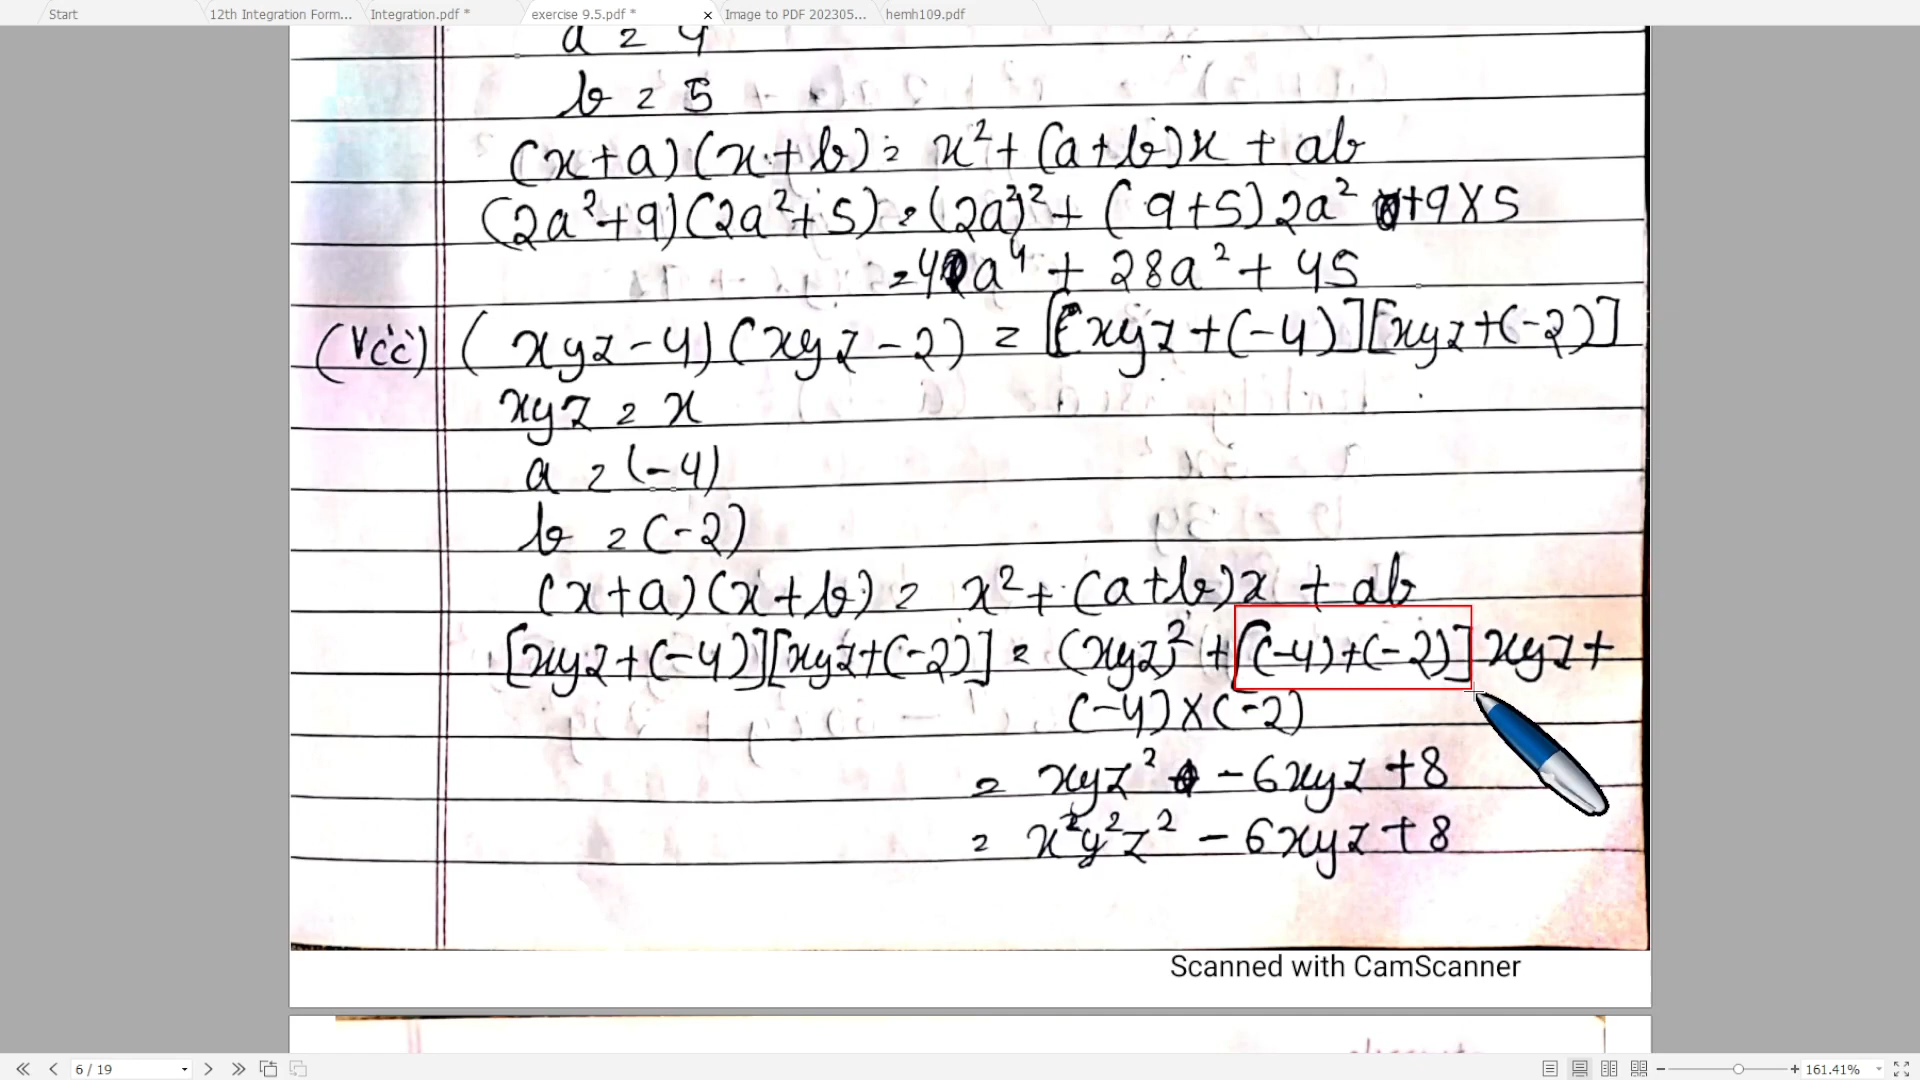 Start 12th Integration Form... Integration.pdf * exercise 9.5.pdf * × Image to PDF 202305... hemh109.pdf
a = 4
b = 5
(x+a)(x+b) = x² + (a+b)x + ab
(2a²+9)(2a²+5) = (2a²)² + (9+5)2a² +9×5
= 4a⁴ + 28a² + 45
(vii) (xyz-4)(xyz-2) = [xyz+(-4)][xyz+(-2)]
xyz = x
a = (-4)
b = (-2)
(x+a)(x+b) = x² + (a+b)x + ab
[xyz+(-4)][xyz+(-2)] = (xyz)² + [(-4)+(-2)] xyz+
(-4)×(-2)
= xyz² - 6xyz +8
= x²y²z² - 6xyz +8
Scanned with CamScanner
6 / 19 161.41%